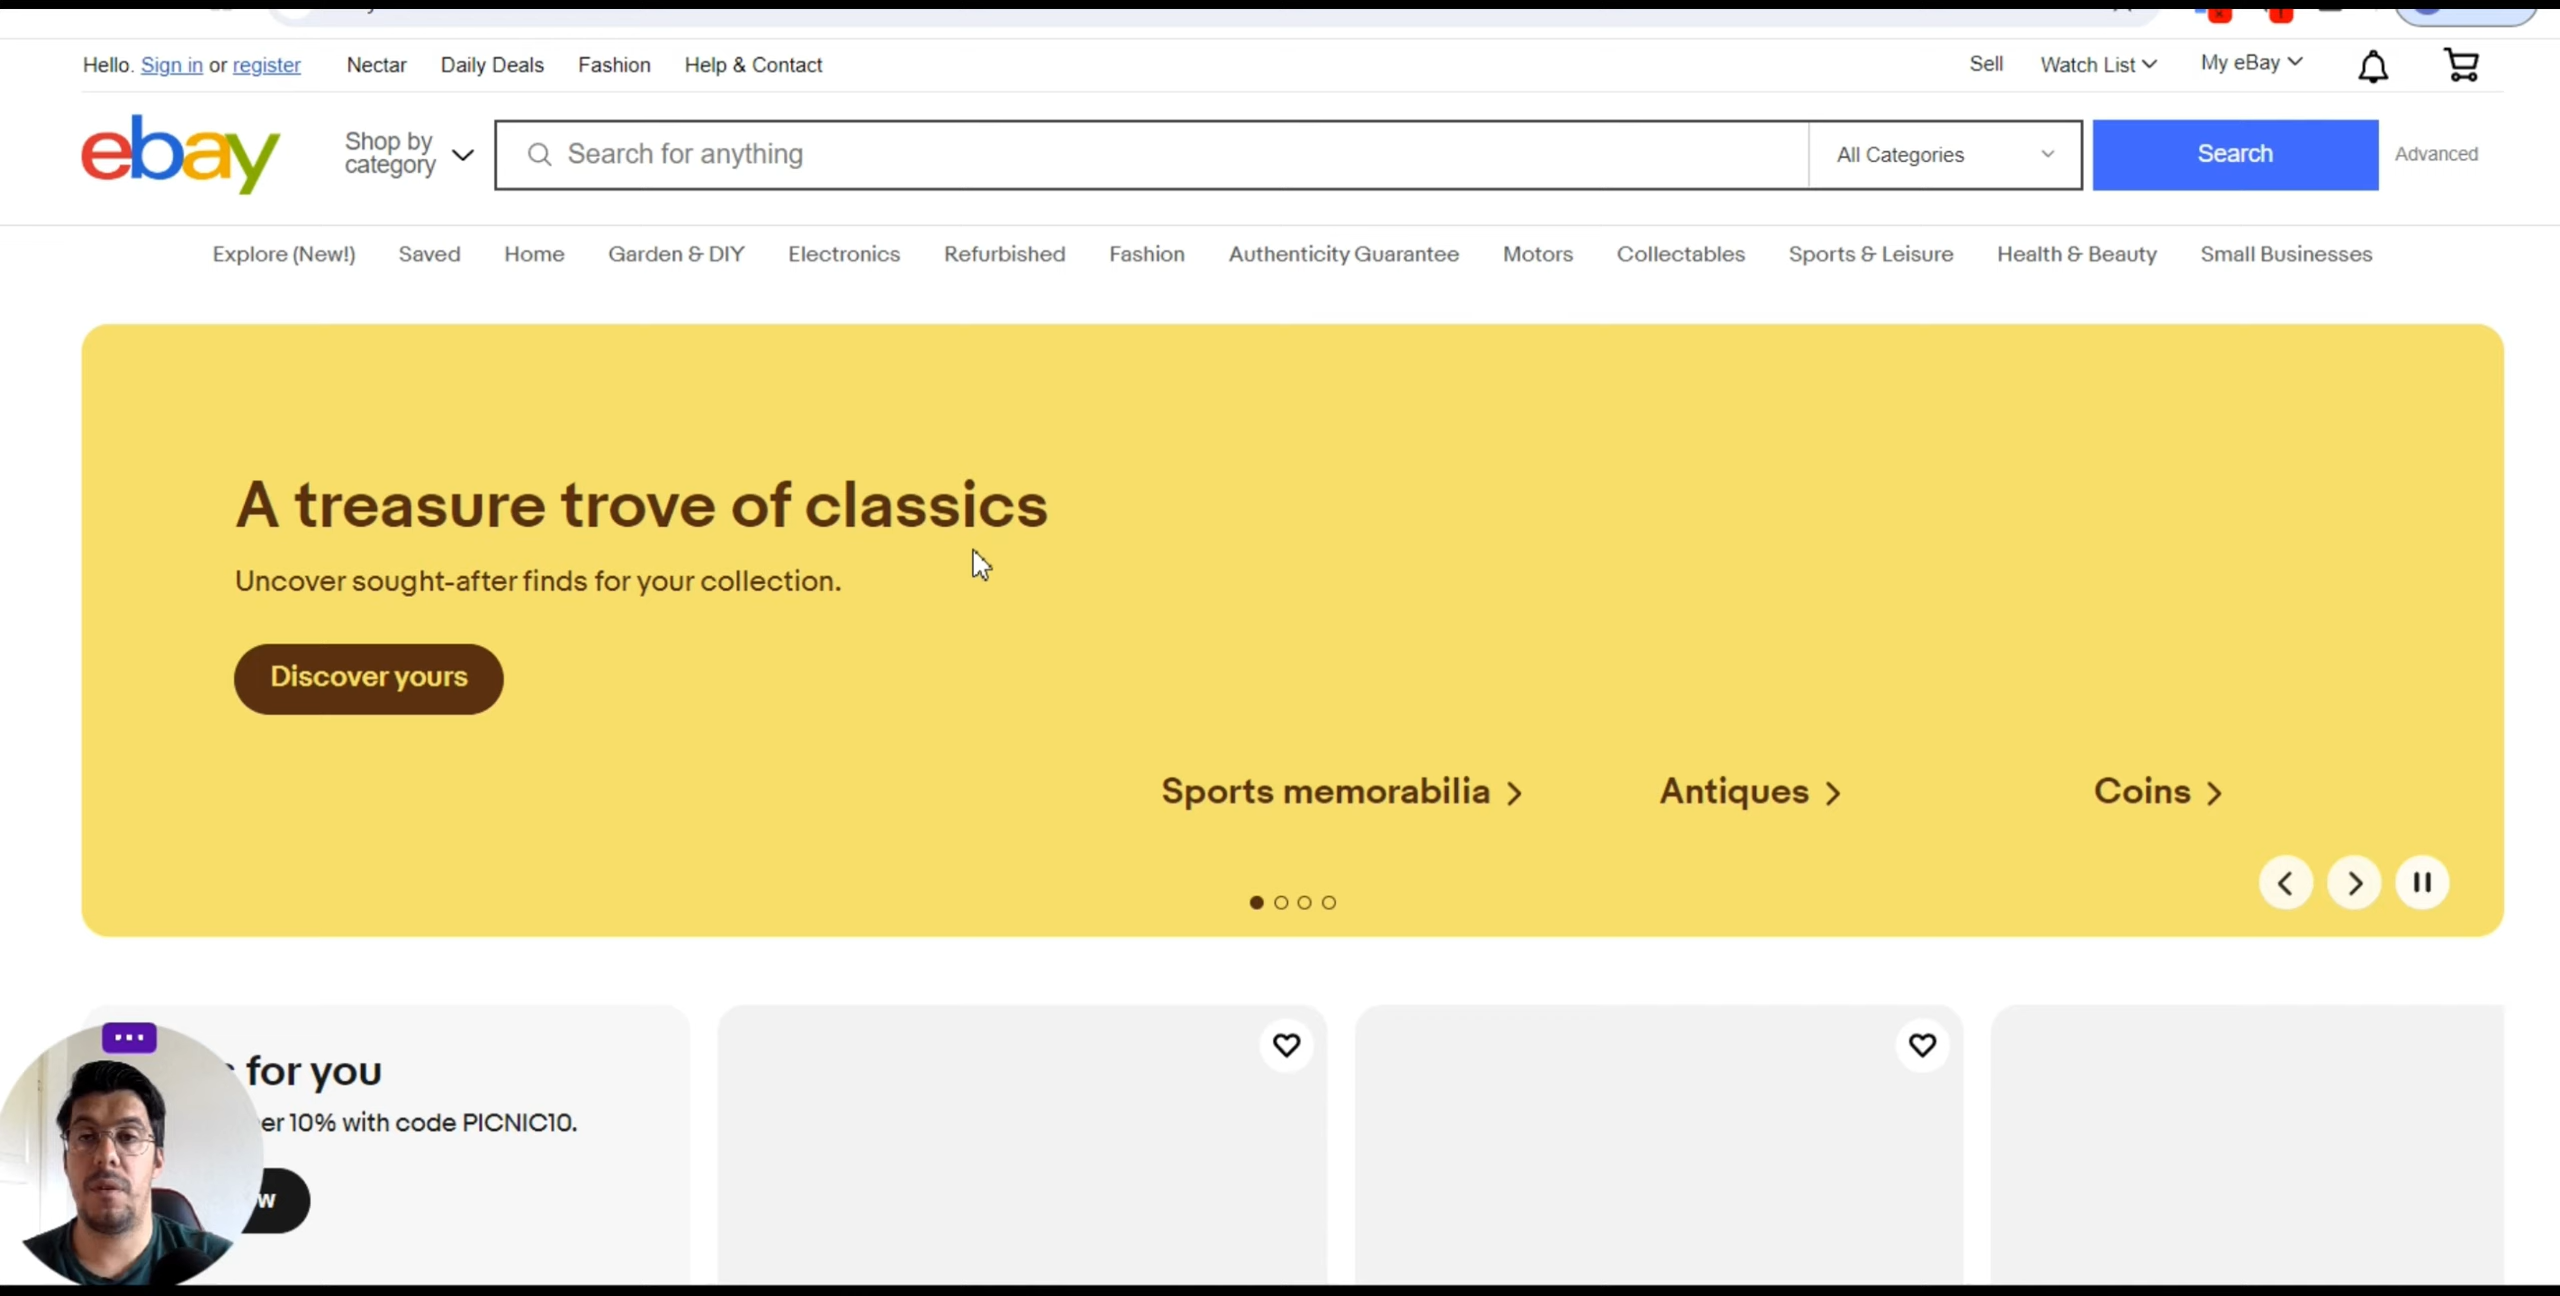 Hello. Sign in or register Nectar Daily Deals Fashion Help & Contact Sell Watch List My eBay
ebay Shop by category Search for anything All Categories Search Advanced
Explore (New!) Saved Home Garden & DIY Electronics Refurbished Fashion Authenticity Guarantee Motors Collectables Sports & Leisure Health & Beauty Small Businesses
A treasure trove of classics
Uncover sought-after finds for your collection.
Discover yours
Sports memorabilia Antiques Coins
for you
10% with code PICNIC10.